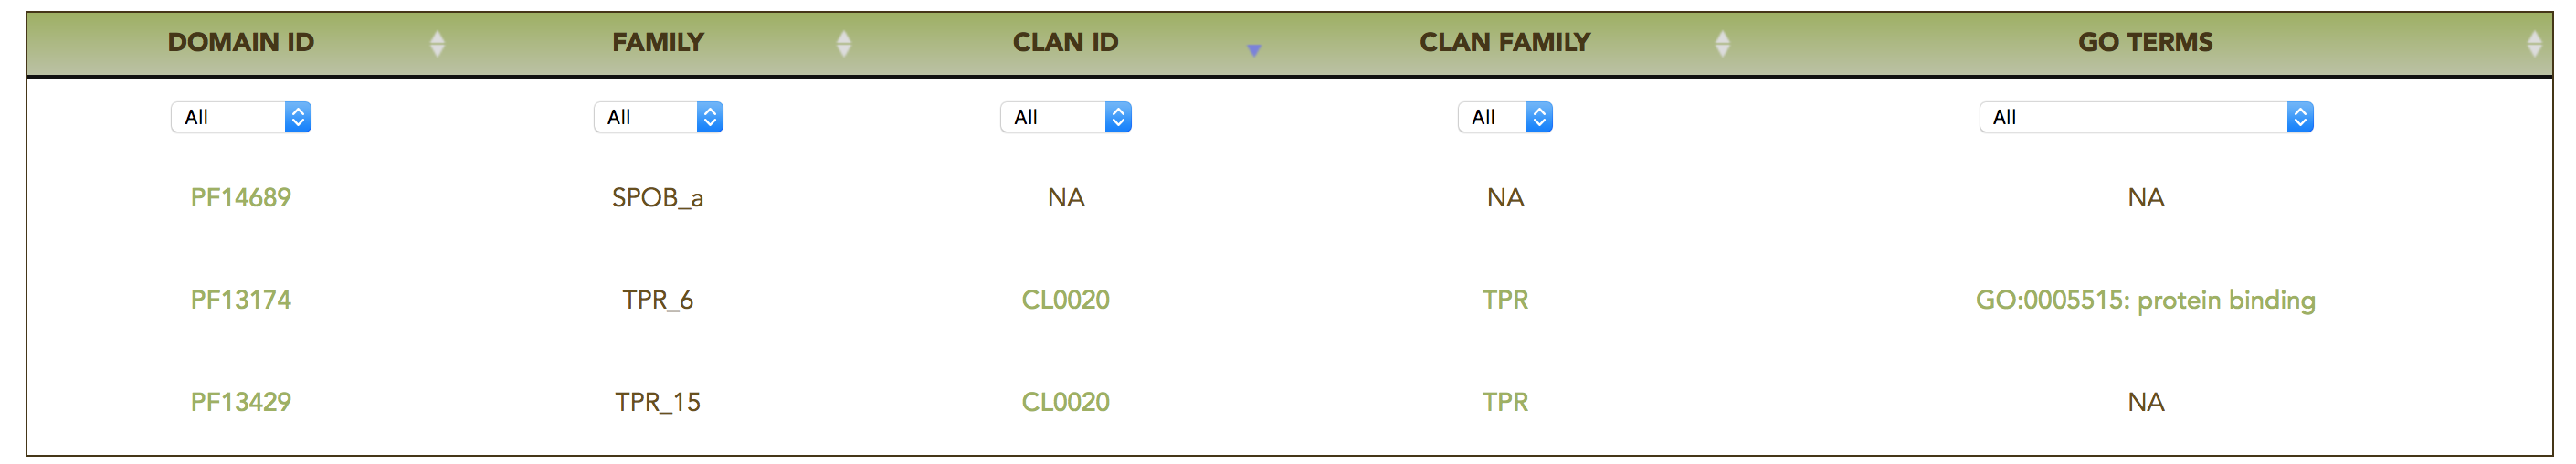 DOMAIN ID FAMILY CLAN ID CLAN FAMILY GO TERMS
All All All All All
PF14689 SPOB_a NA NA NA
PF13174 TPR_6 CL0020 TPR GO:0005515: protein binding
PF13429 TPR_15 CL0020 TPR NA